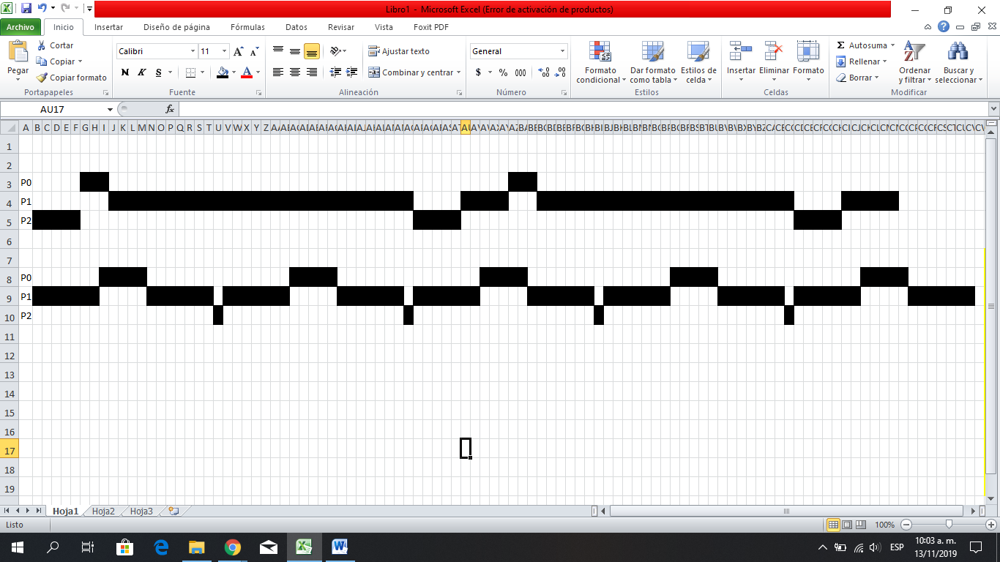 Libro1 - Microsoft Excel (Error de activación de productos)
Archivo Inicio Insertar Diseño de página Fórmulas Datos Revisar Vista Foxit PDF
Pegar
Cortar
Copiar
Copiar formato
Portapapeles
Calibri 11
N K S
Fuente
Ajustar texto
Combinar y centrar
Alineación
General
$ % 000
Número
Formato condicional
Dar formato como tabla
Estilos de celda
Estilos
Insertar Eliminar Formato
Celdas
Autosuma
Rellenar
Borrar
Ordenar y filtrar
Buscar y seleccionar
Modificar
AU17
fx
A B C D E F G H I J K L M N O P Q R S T U V W X Y Z
1
2
3 P0
4 P1
5 P2
6
7
8 P0
9 P1
10 P2
11
12
13
14
15
16
17
18
19
Hoja1 Hoja2 Hoja3
Listo
100%
ESP
10:03 a. m.
13/11/2019